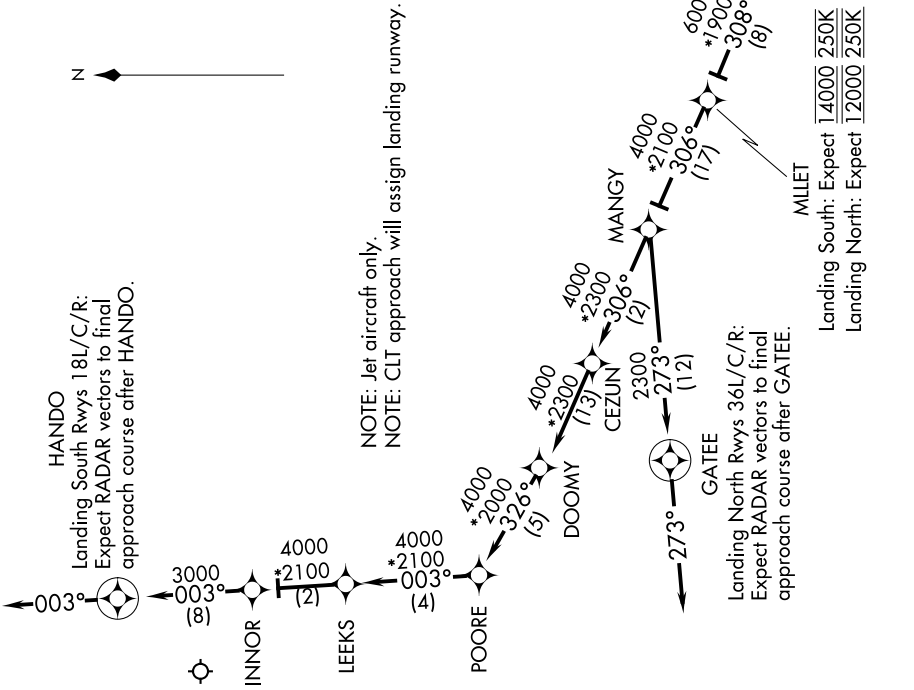 HANDO
Landing South Rwys 18L/C/R:
Expect RADAR vectors to final
approach course after HANDO.
N
NOTE: Jet aircraft only.
NOTE: CLT approach will assign landing runway.
003°
3000
003°
(8)
INNOR
4000
*2100
(2)
LEEKS
4000
*2100
003°
(4)
POORE
4000
*2000
326°
(5)
DOOMY
4000
*2300
(13)
CEZUN
4000
*2300
306°
(2)
MANGY
4000
*2100
306°
(17)
*1900
308°
(8)
MLLET
Landing South: Expect 14000 250K
Landing North: Expect 12000 250K
2300
273°
(12)
GATEE
Landing North Rwys 36L/C/R:
Expect RADAR vectors to final
approach course after GATEE.
273°